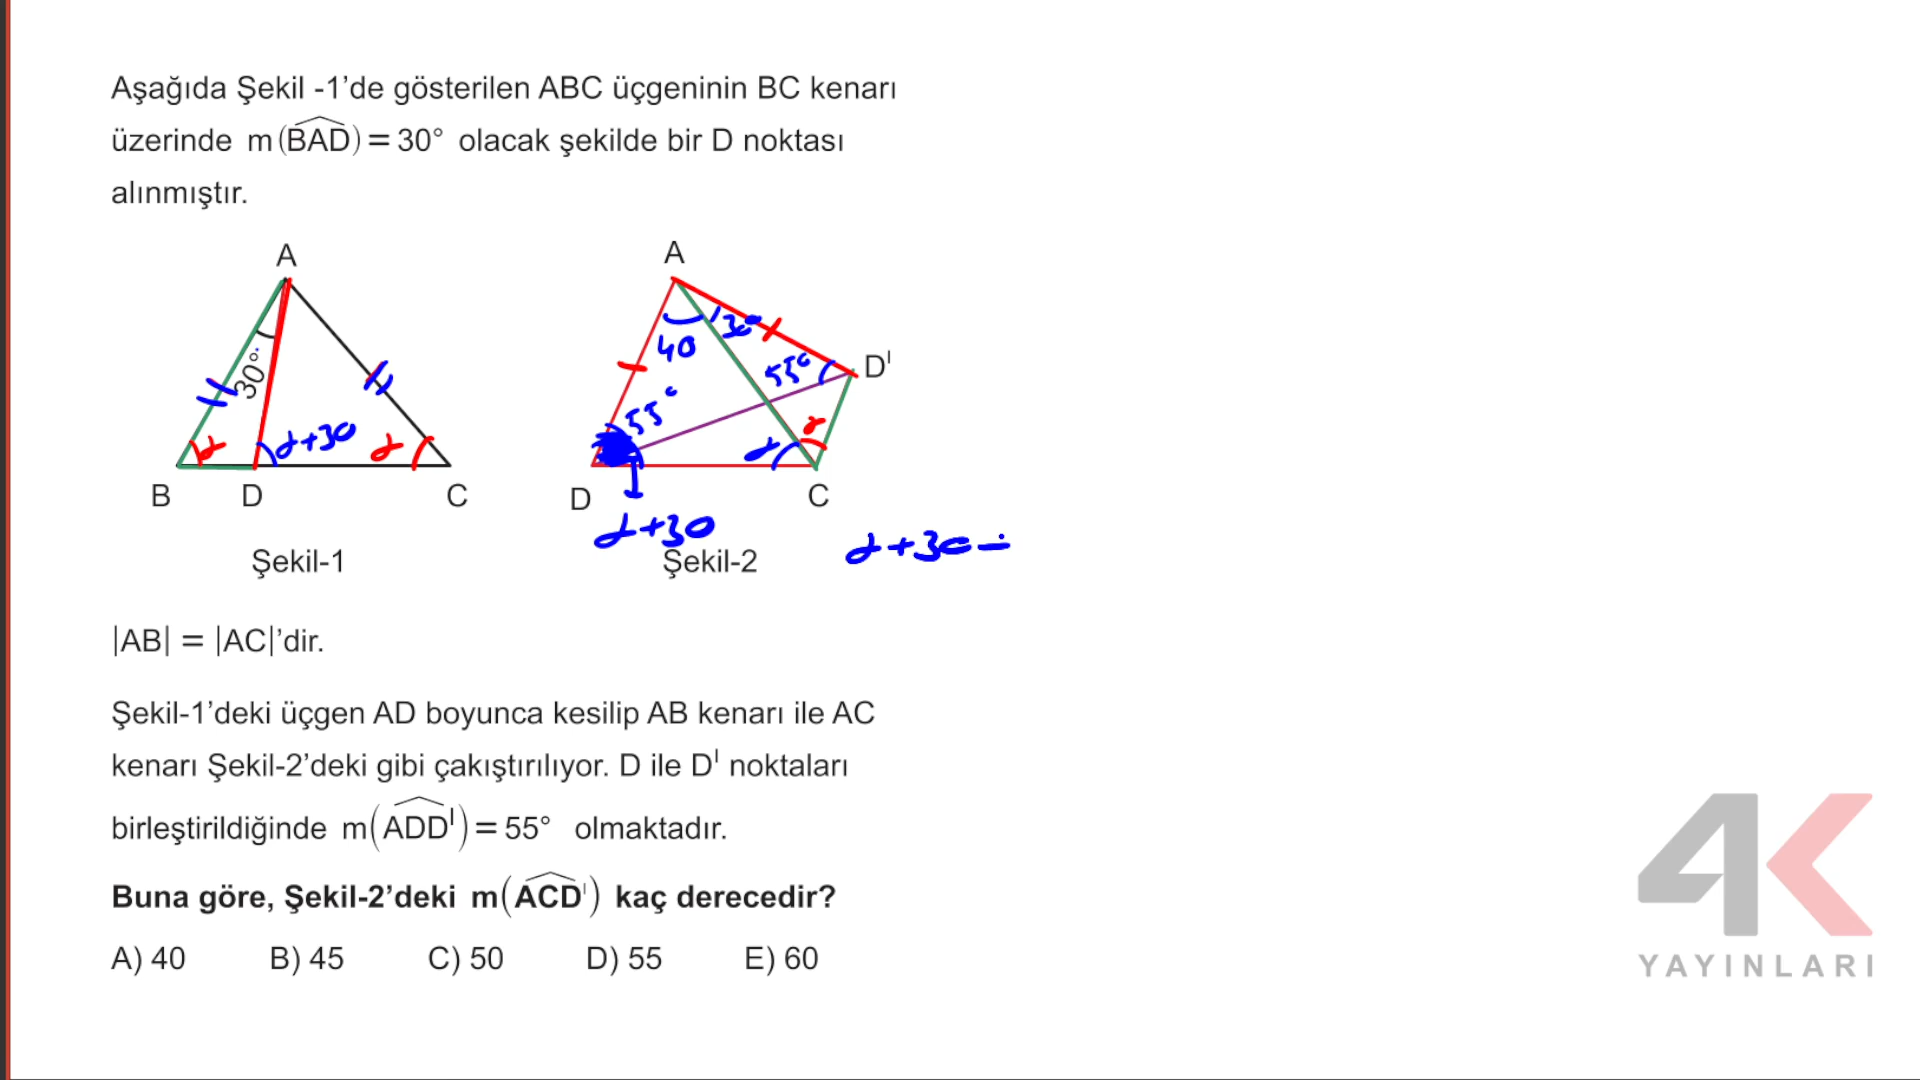 Aşağıda Şekil -1'de gösterilen ABC üçgeninin BC kenarı
üzerinde m(BAD) = 30° olacak şekilde bir D noktası
alınmıştır.
A
30°
α
α+30
α
B
D
C
Şekil-1
A
40
30
55°
D'
55°
α
α
D
C
α+30
Şekil-2
α+30=
|AB| = |AC|'dir.
Şekil-1'deki üçgen AD boyunca kesilip AB kenarı ile AC
kenarı Şekil-2'deki gibi çakıştırılıyor. D ile D' noktaları
birleştirildiğinde m(ADD') = 55° olmaktadır.
Buna göre, Şekil-2'deki m(ACD') kaç derecedir?
A) 40 B) 45 C) 50 D) 55 E) 60
4K
YAYINLARI